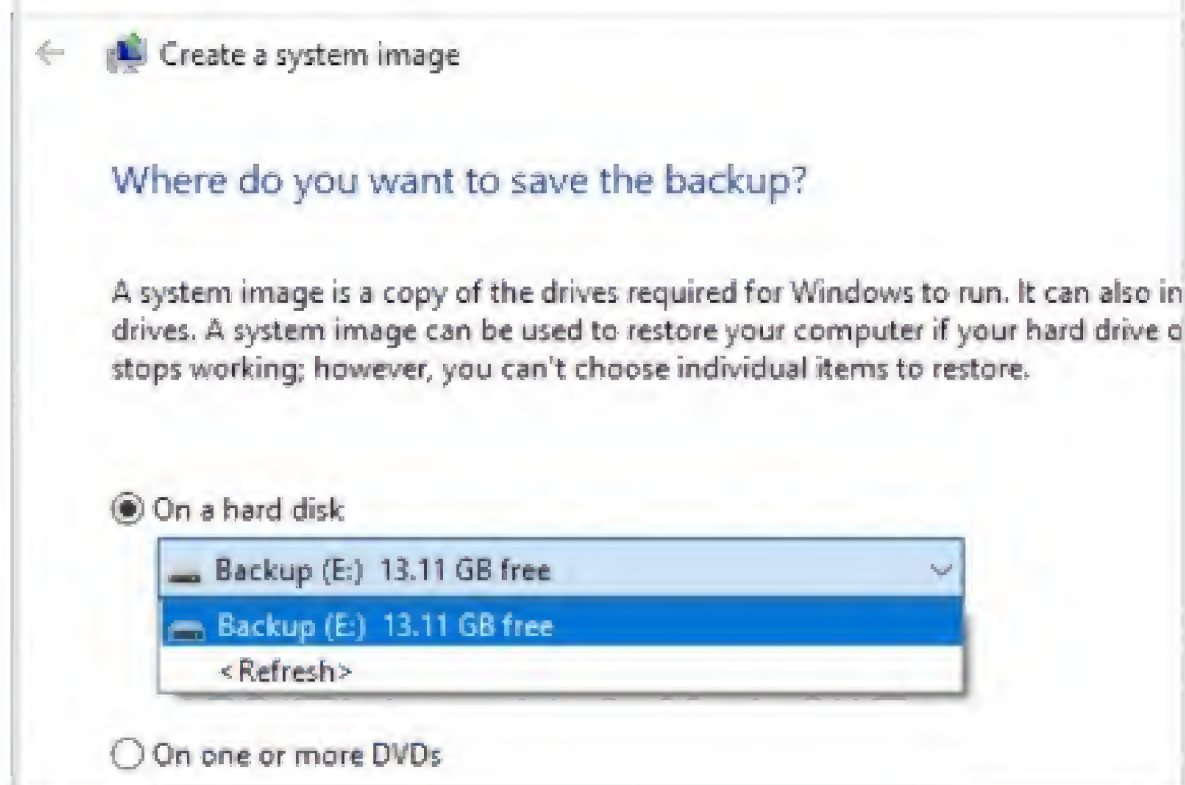 Create a system image
Where do you want to save the backup?
A system image is a copy of the drives required for Windows to run. It can also in
drives. A system image can be used to restore your computer if your hard drive o
stops working; however, you can't choose individual items to restore.
On a hard disk
Backup (E:) 13.11 GB free
Backup (E:) 13.11 GB free
<Refresh>
On one or more DVDs